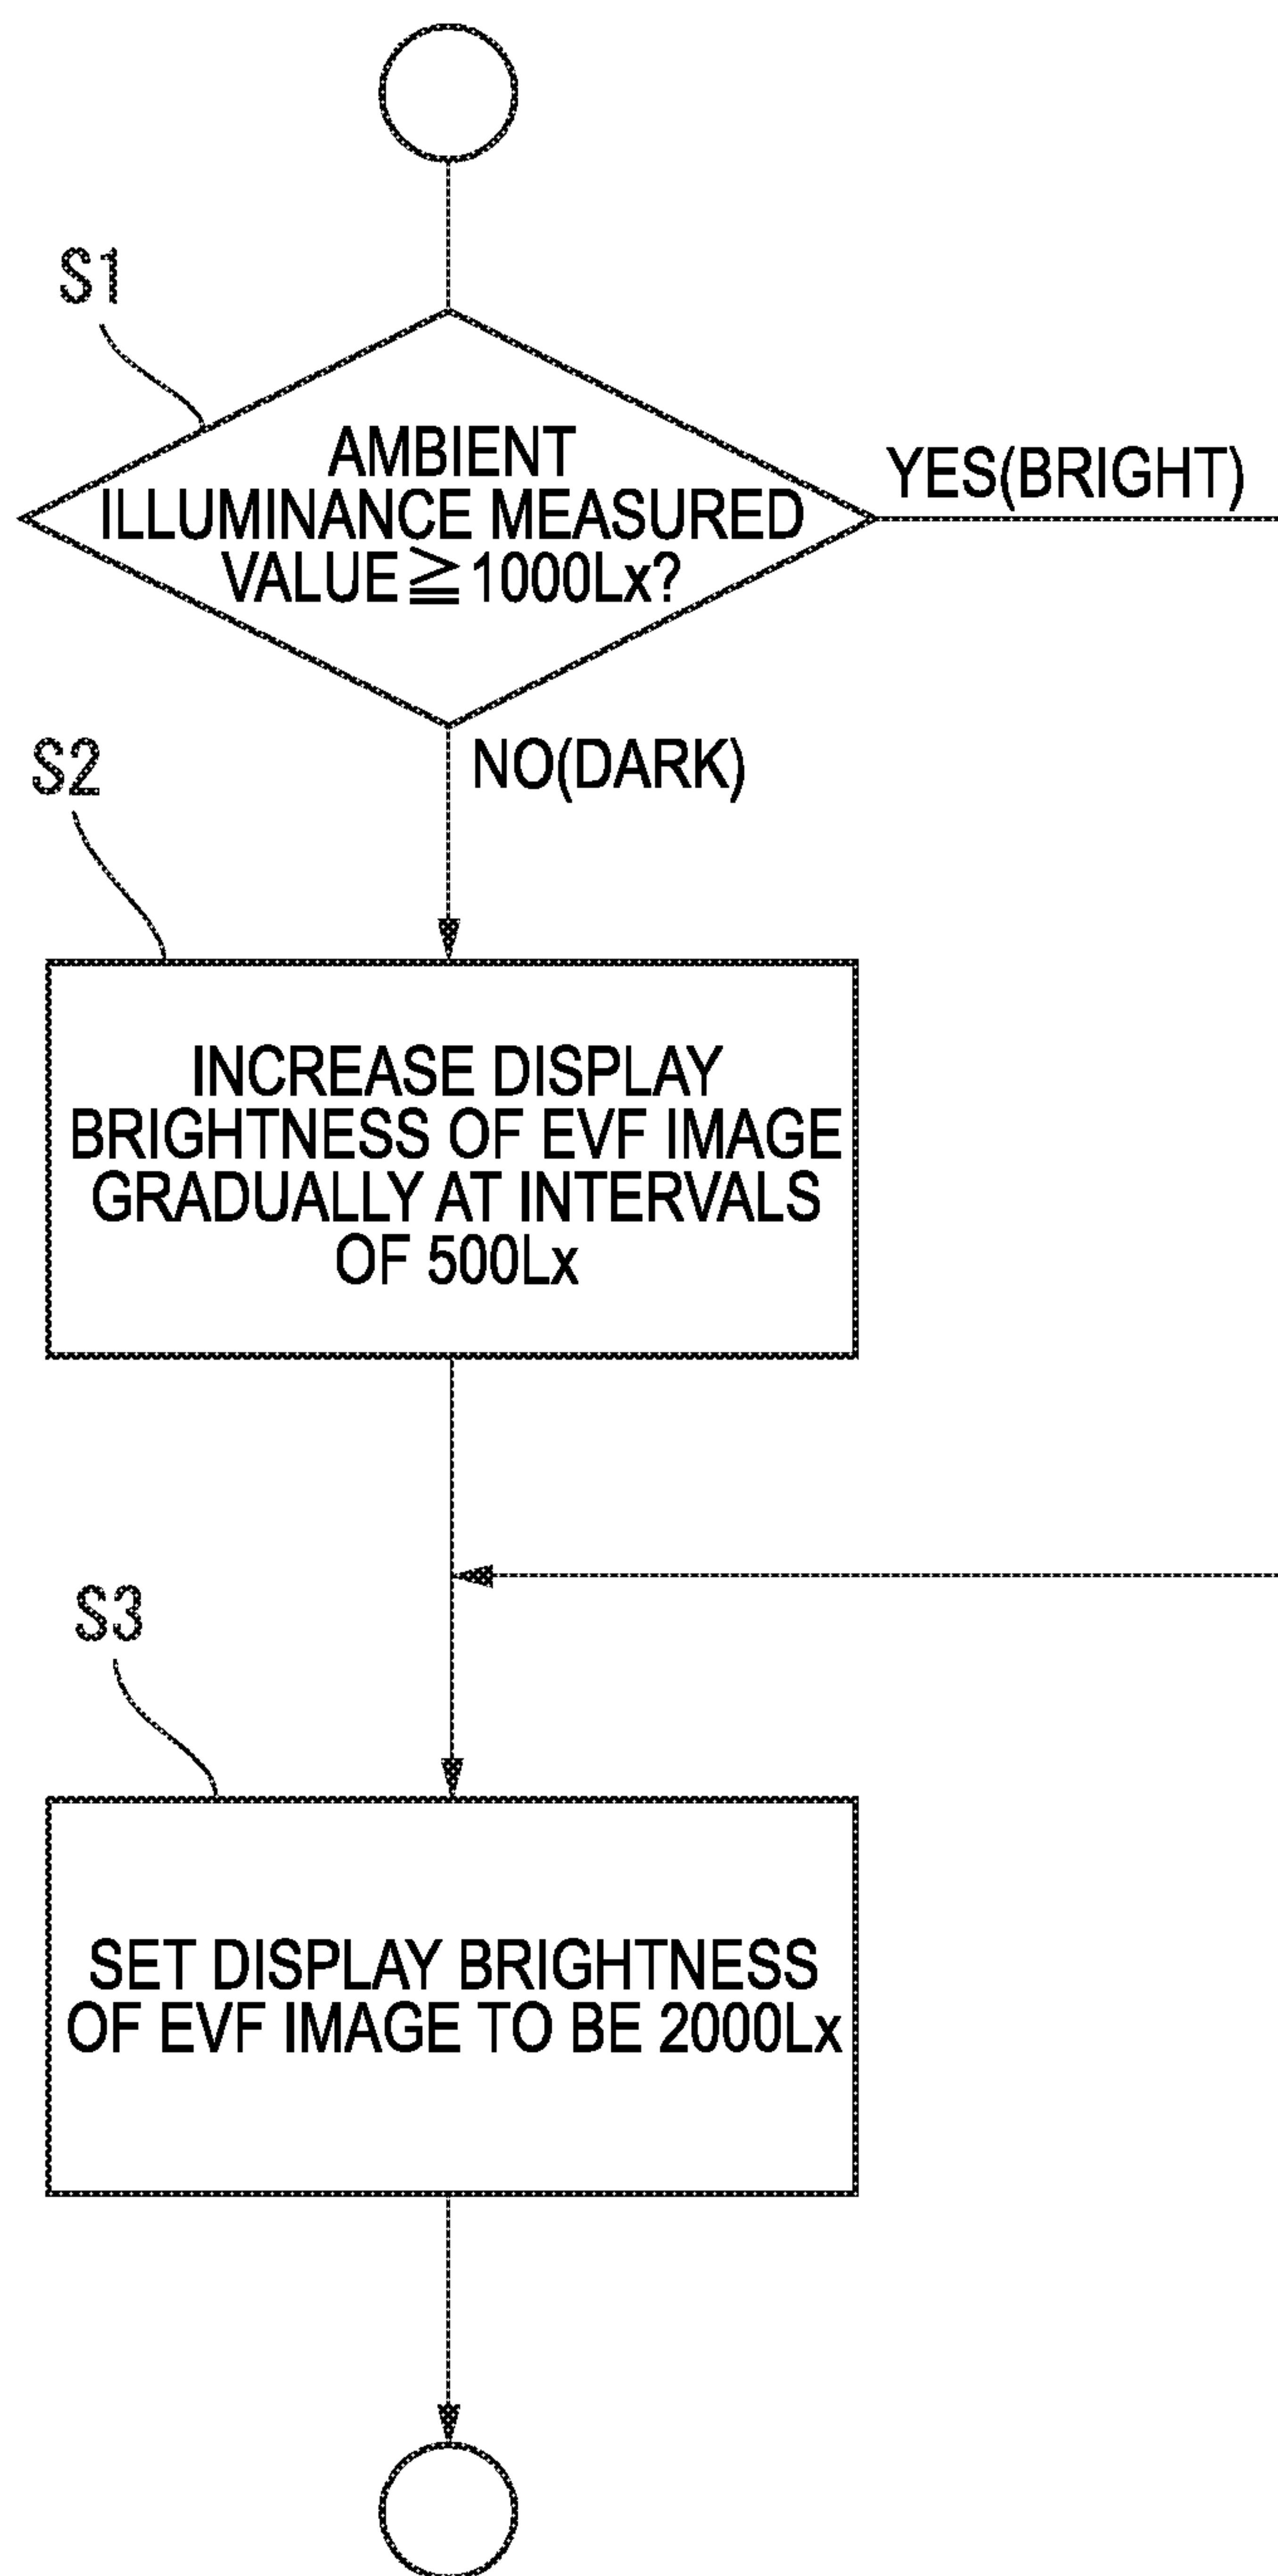 S1
AMBIENT
ILLUMINANCE MEASURED
VALUE ≧ 1000Lx?
YES(BRIGHT)
NO(DARK)
S2
INCREASE DISPLAY
BRIGHTNESS OF EVF IMAGE
GRADUALLY AT INTERVALS
OF 500Lx
S3
SET DISPLAY BRIGHTNESS
OF EVF IMAGE TO BE 2000Lx